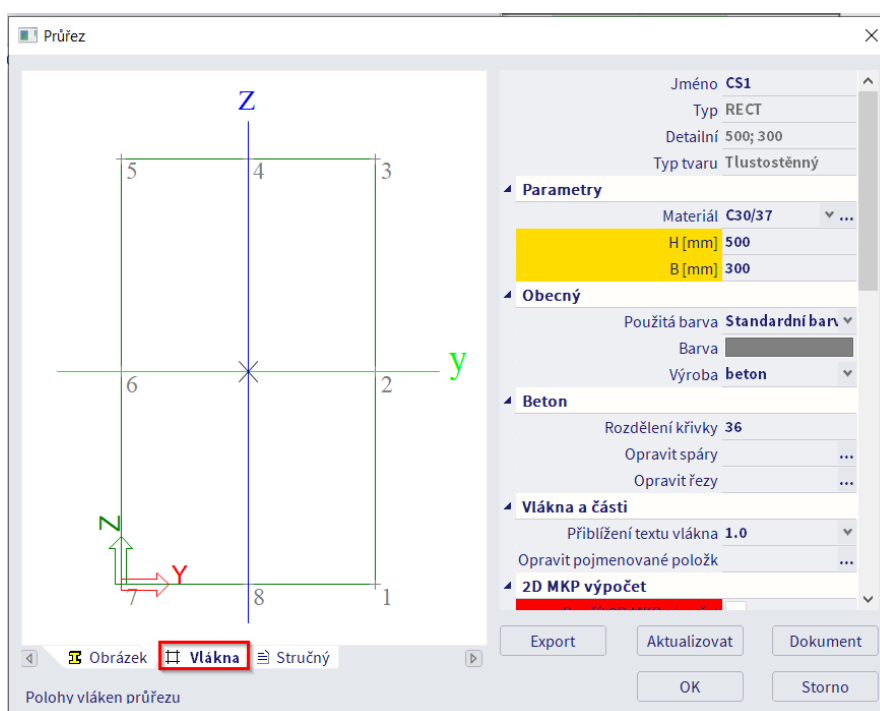 Průřez
Z
5
4
3
6
2
y
Z
Y
7
8
1
Obrázek
Vlákna
Stručný
Polohy vláken průřezu
Jméno CS1
Typ RECT
Detailní 500; 300
Typ tvaru Tlustostěnný
Parametry
Materiál C30/37 ...
H [mm] 500
B [mm] 300
Obecný
Použitá barva Standardní barv
Barva
Výroba beton
Beton
Rozdělení křivky 36
Opravit spáry ...
Opravit řezy ...
Vlákna a části
Přiblížení textu vlákna 1.0
Opravit pojmenované položk ...
2D MKP výpočet
Export
Aktualizovat
Dokument
OK
Storno